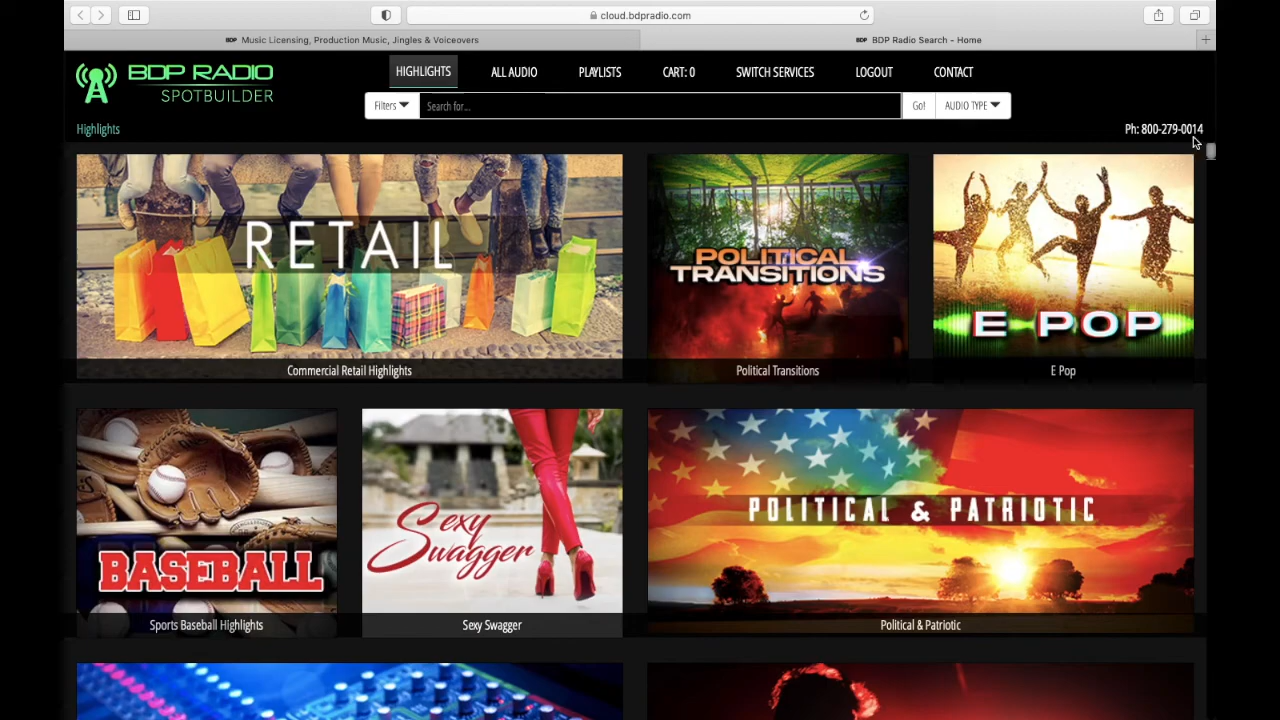 cloud.bdpradio.com
BDP Music Licensing, Production Music, Jingles & Voiceovers
BDP BDP Radio Search - Home
BDP RADIO
SPOTBUILDER
HIGHLIGHTS ALL AUDIO PLAYLISTS CART: 0 SWITCH SERVICES LOGOUT CONTACT
Filters Search for... Go! AUDIO TYPE
Highlights
Ph: 800-279-0014
RETAIL
Commercial Retail Highlights
POLITICAL
TRANSITIONS
Political Transitions
E POP
E Pop
BASEBALL
Sports Baseball Highlights
Sexy
Swagger
Sexy Swagger
POLITICAL & PATRIOTIC
Political & Patriotic